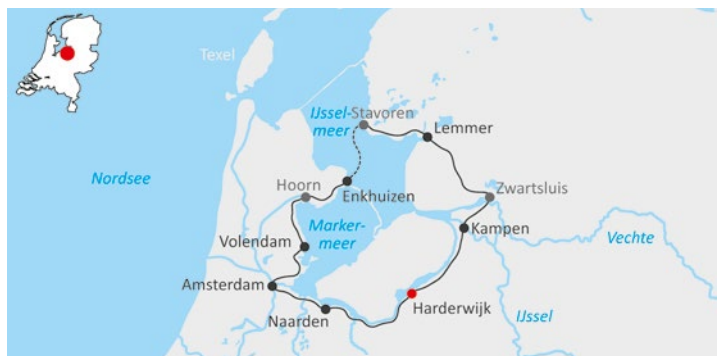 Texel
IJssel-
meer
Stavoren
Lemmer
Nordsee
Hoorn
Enkhuizen
Zwartsluis
Marker-
meer
Volendam
Kampen
Vechte
Amsterdam
Naarden
Harderwijk
IJssel